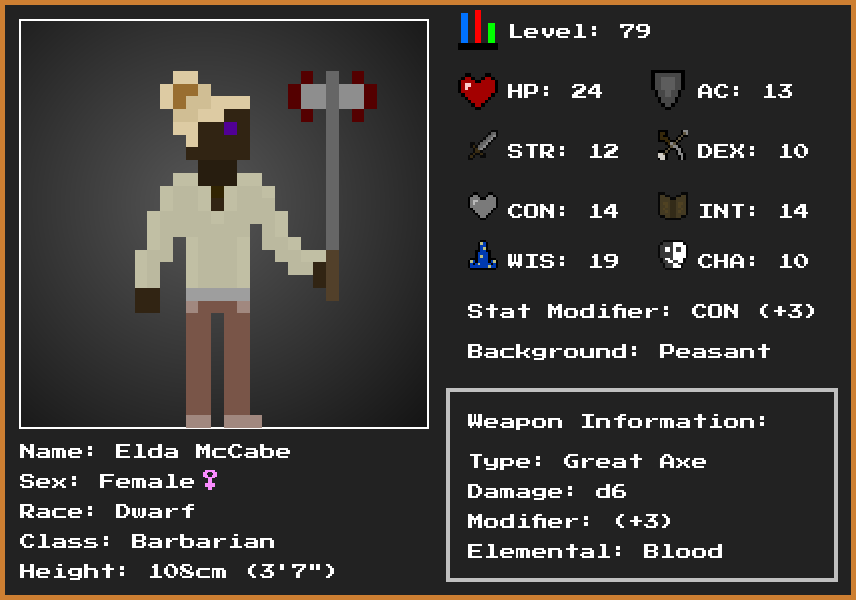 Level: 79
HP: 24
AC: 13
STR: 12
DEX: 10
CON: 14
INT: 14
WIS: 19
CHA: 10
Stat Modifier: CON (+3)
Background: Peasant
Weapon Information:
Type: Great Axe
Damage: d6
Modifier: (+3)
Elemental: Blood
Name: Elda McCabe
Sex: Female♀
Race: Dwarf
Class: Barbarian
Height: 108cm (3'7")